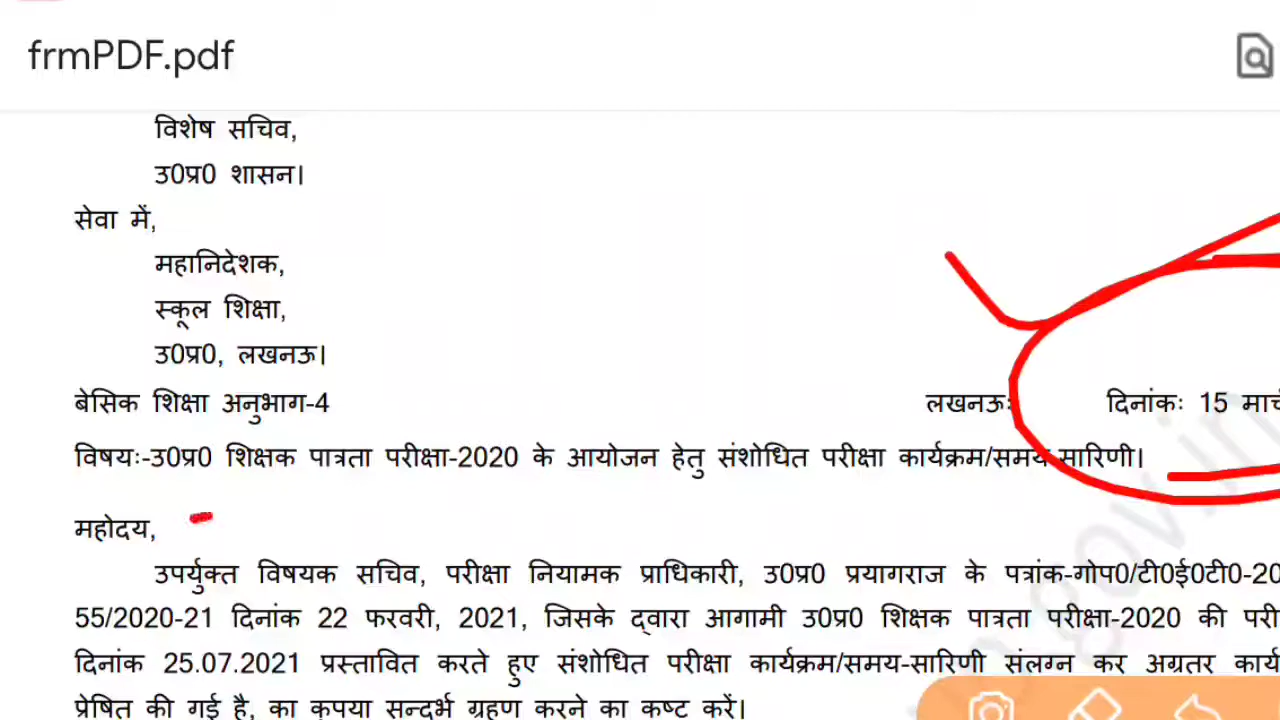 frmPDF.pdf
विशेष सचिव,
उ0प्र0 शासन।
सेवा में,
महानिदेशक,
स्कूल शिक्षा,
उ0प्र0, लखनऊ।
बेसिक शिक्षा अनुभाग-4 लखनऊः दिनांकः 15
विषयः-उ0प्र0 शिक्षक पात्रता परीक्षा-2020 के आयोजन हेतु संशोधित परीक्षा कार्यक्रम/समय सारिणी।
महोदय,
उपर्युक्त विषयक सचिव, परीक्षा नियामक प्राधिकारी, उ0प्र0 प्रयागराज के पत्रांक-गोप0/टी0ई0टी0-20
55/2020-21 दिनांक 22 फरवरी, 2021, जिसके द्वारा आगामी उ0प्र0 शिक्षक पात्रता परीक्षा-2020 की परी
दिनांक 25.07.2021 प्रस्तावित करते हुए संशोधित परीक्षा कार्यक्रम/समय-सारिणी संलग्न कर अग्रतर कार्य
प्रेषित की गई है, का कृपया सन्दर्भ ग्रहण करने का कष्ट करें।